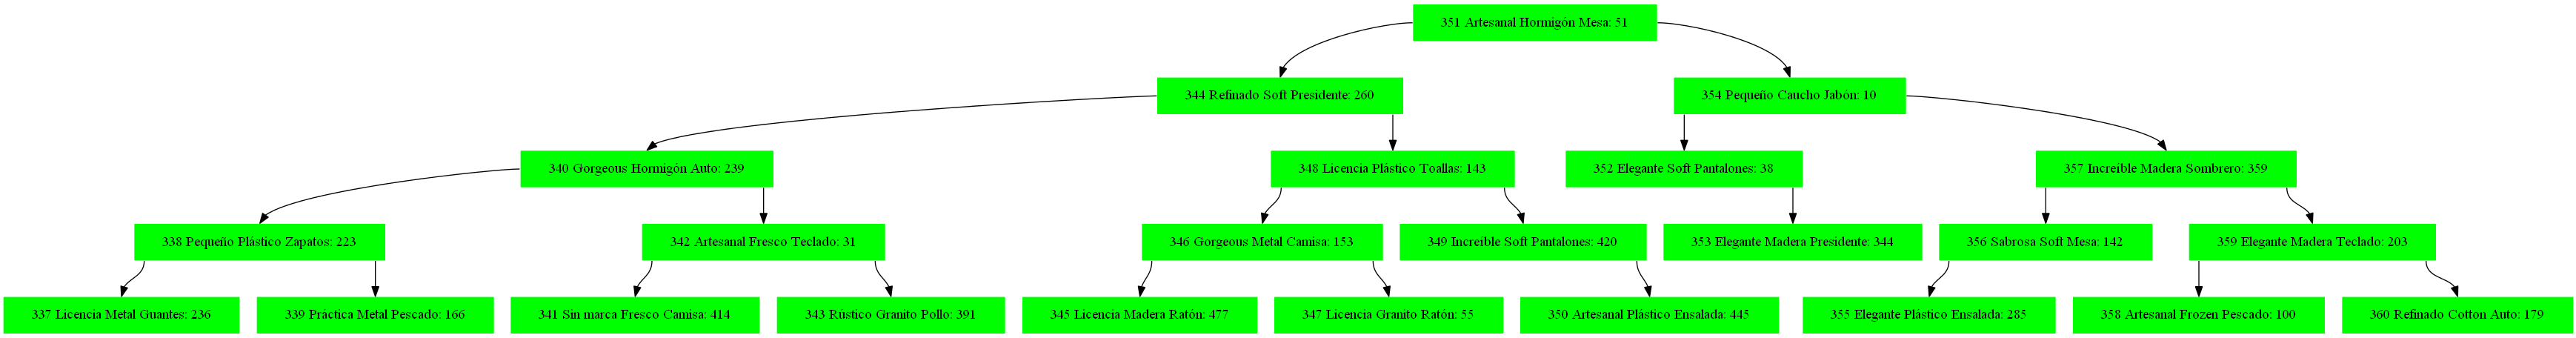 351 Artesanal Hormigón Mesa: 51
344 Refinado Soft Presidente: 260
354 Pequeño Caucho Jabón: 10
340 Gorgeous Hormigón Auto: 239
348 Licencia Plástico Toallas: 143
352 Elegante Soft Pantalones: 38
357 Increíble Madera Sombrero: 359
338 Pequeño Plástico Zapatos: 223
342 Artesanal Fresco Teclado: 31
346 Gorgeous Metal Camisa: 153
349 Increíble Soft Pantalones: 420
353 Elegante Madera Presidente: 344
356 Sabrosa Soft Mesa: 142
359 Elegante Madera Teclado: 203
337 Licencia Metal Guantes: 236
339 Práctica Metal Pescado: 166
341 Sin marca Fresco Camisa: 414
343 Rústico Granito Pollo: 391
345 Licencia Madera Ratón: 477
347 Licencia Granito Ratón: 55
350 Artesanal Plástico Ensalada: 445
355 Elegante Plástico Ensalada: 285
358 Artesanal Frozen Pescado: 100
360 Refinado Cotton Auto: 179